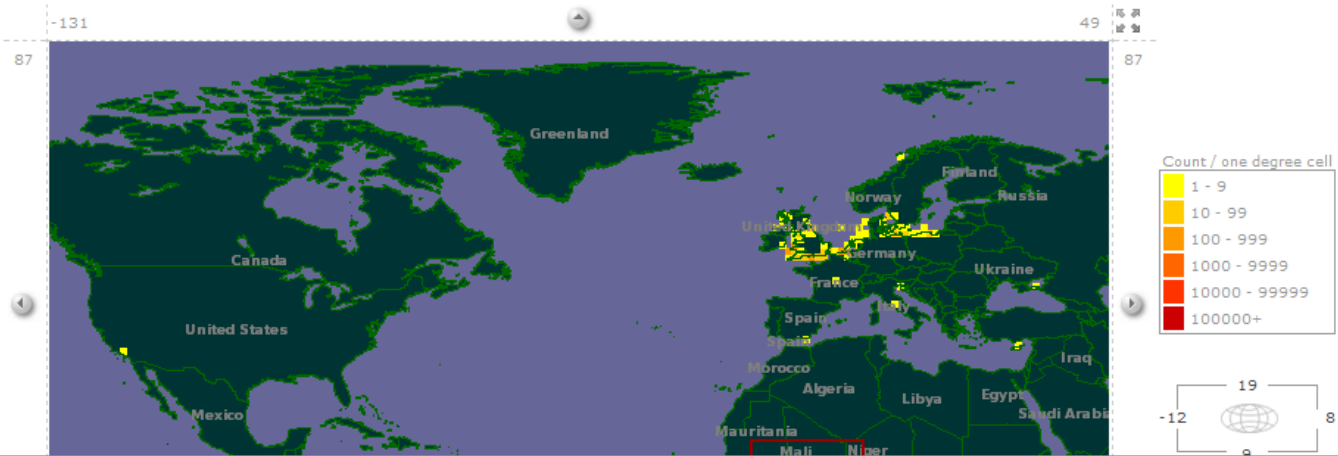 -131 49
87 87
Greenland
Finland
Norway Russia
United Kingdom
Canada Germany
Ukraine
France
Italy
United States Spain
Spain
Iraq
Morocco
Algeria
Libya Egypt
Mexico Saudi Arabia
Mauritania
Mali Niger
Count / one degree cell
1 - 9
10 - 99
100 - 999
1000 - 9999
10000 - 99999
100000+
19
-12 8
9